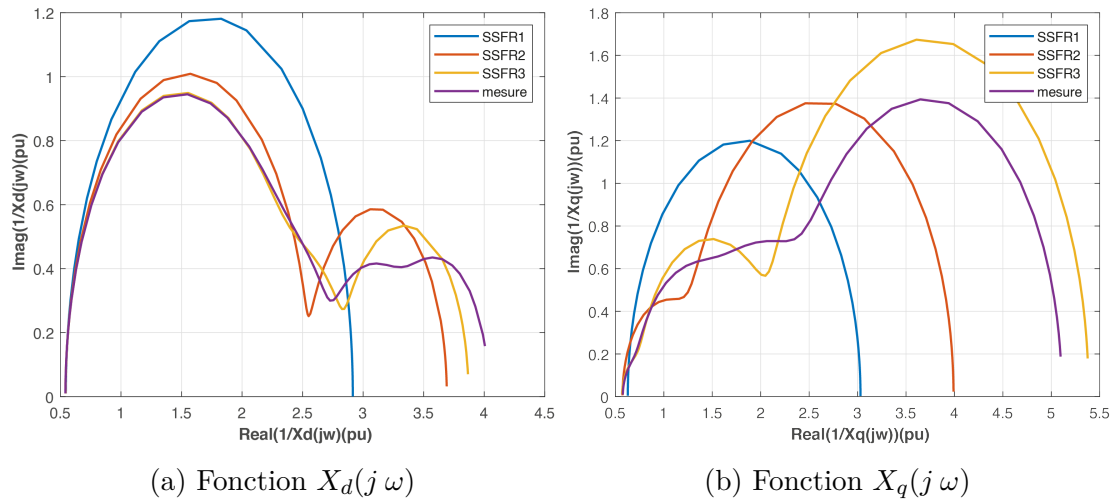 1.2
1
0.8
0.6
0.4
0.2
0
0.5
1
1.5
2
2.5
3
3.5
4
4.5
Imag(1/Xd(jw)(pu)
Real(1/Xd(jw)(pu)
SSFR1
SSFR2
SSFR3
mesure
(a) Fonction X_d(j ω)
1.8
1.6
1.4
1.2
1
0.8
0.6
0.4
0.2
0
0.5
1
1.5
2
2.5
3
3.5
4
4.5
5
5.5
Imag(1/Xq(jw))(pu)
Real(1/Xq(jw))(pu)
SSFR1
SSFR2
SSFR3
mesure
(b) Fonction X_q(j ω)